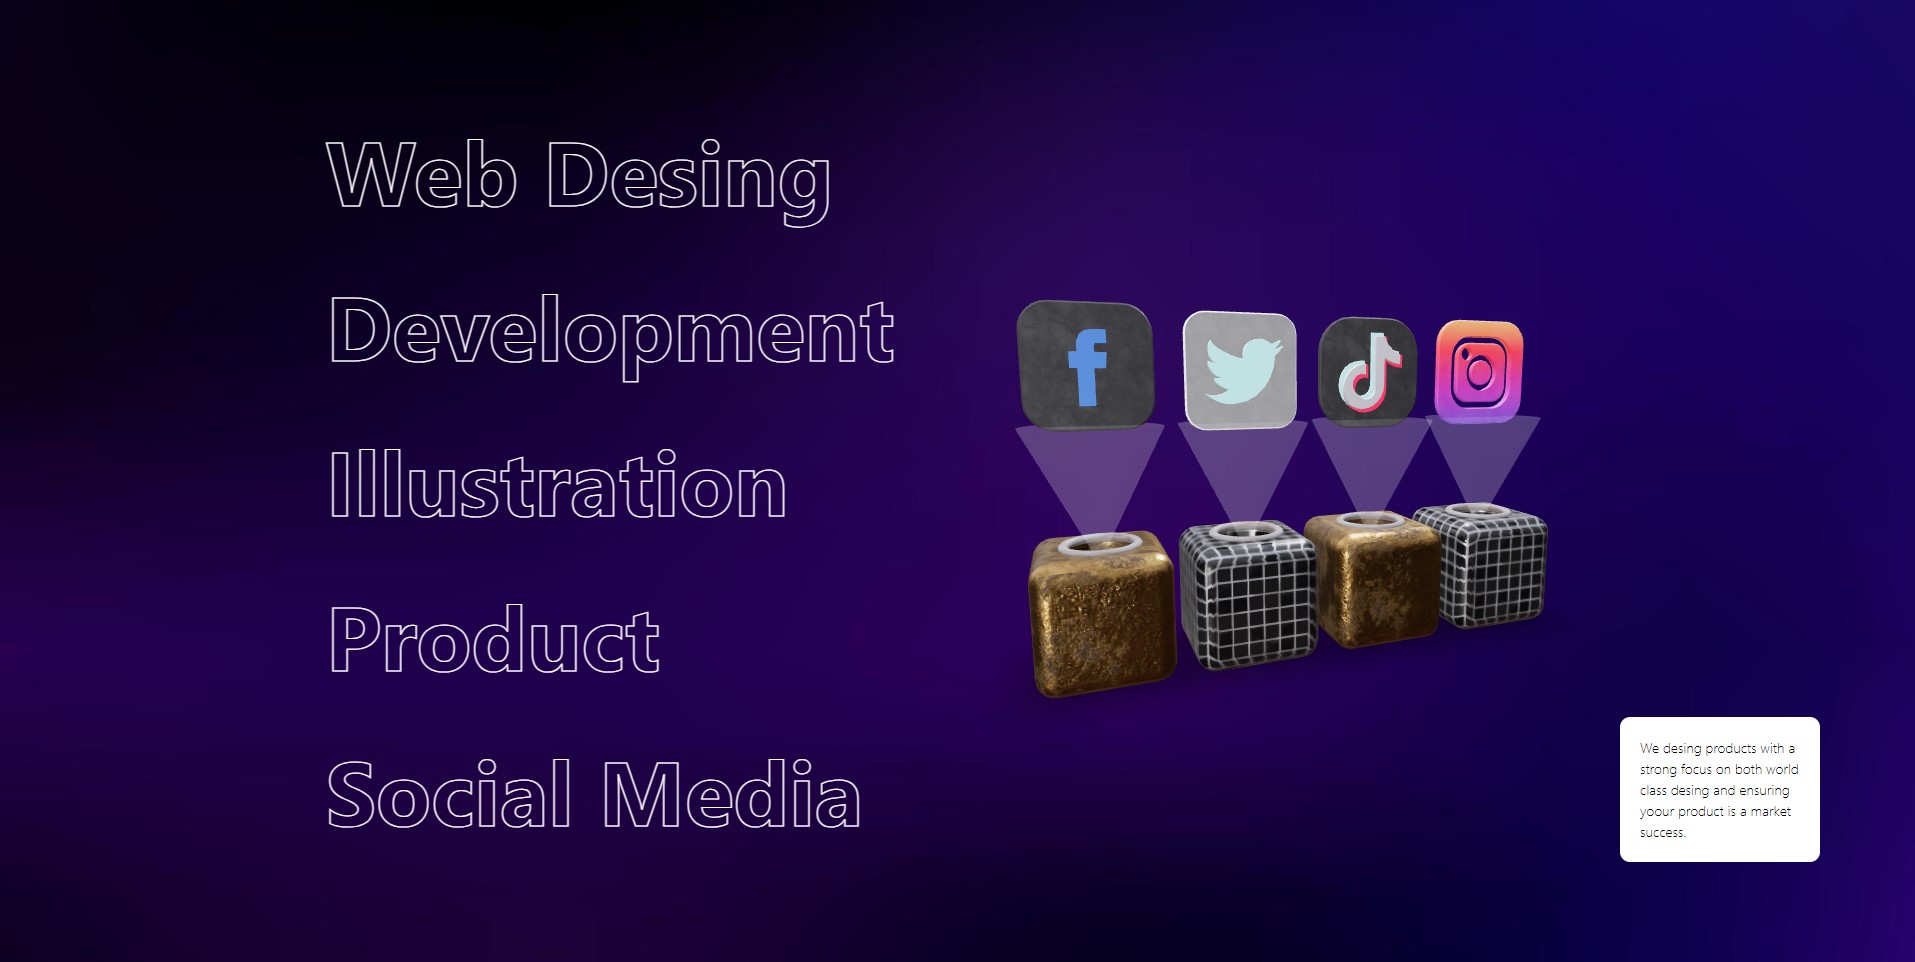 Web Desing
Development
Illustration
Product
Social Media
We desing products with a
strong focus on both world
class desing and ensuring
yoour product is a market
success.